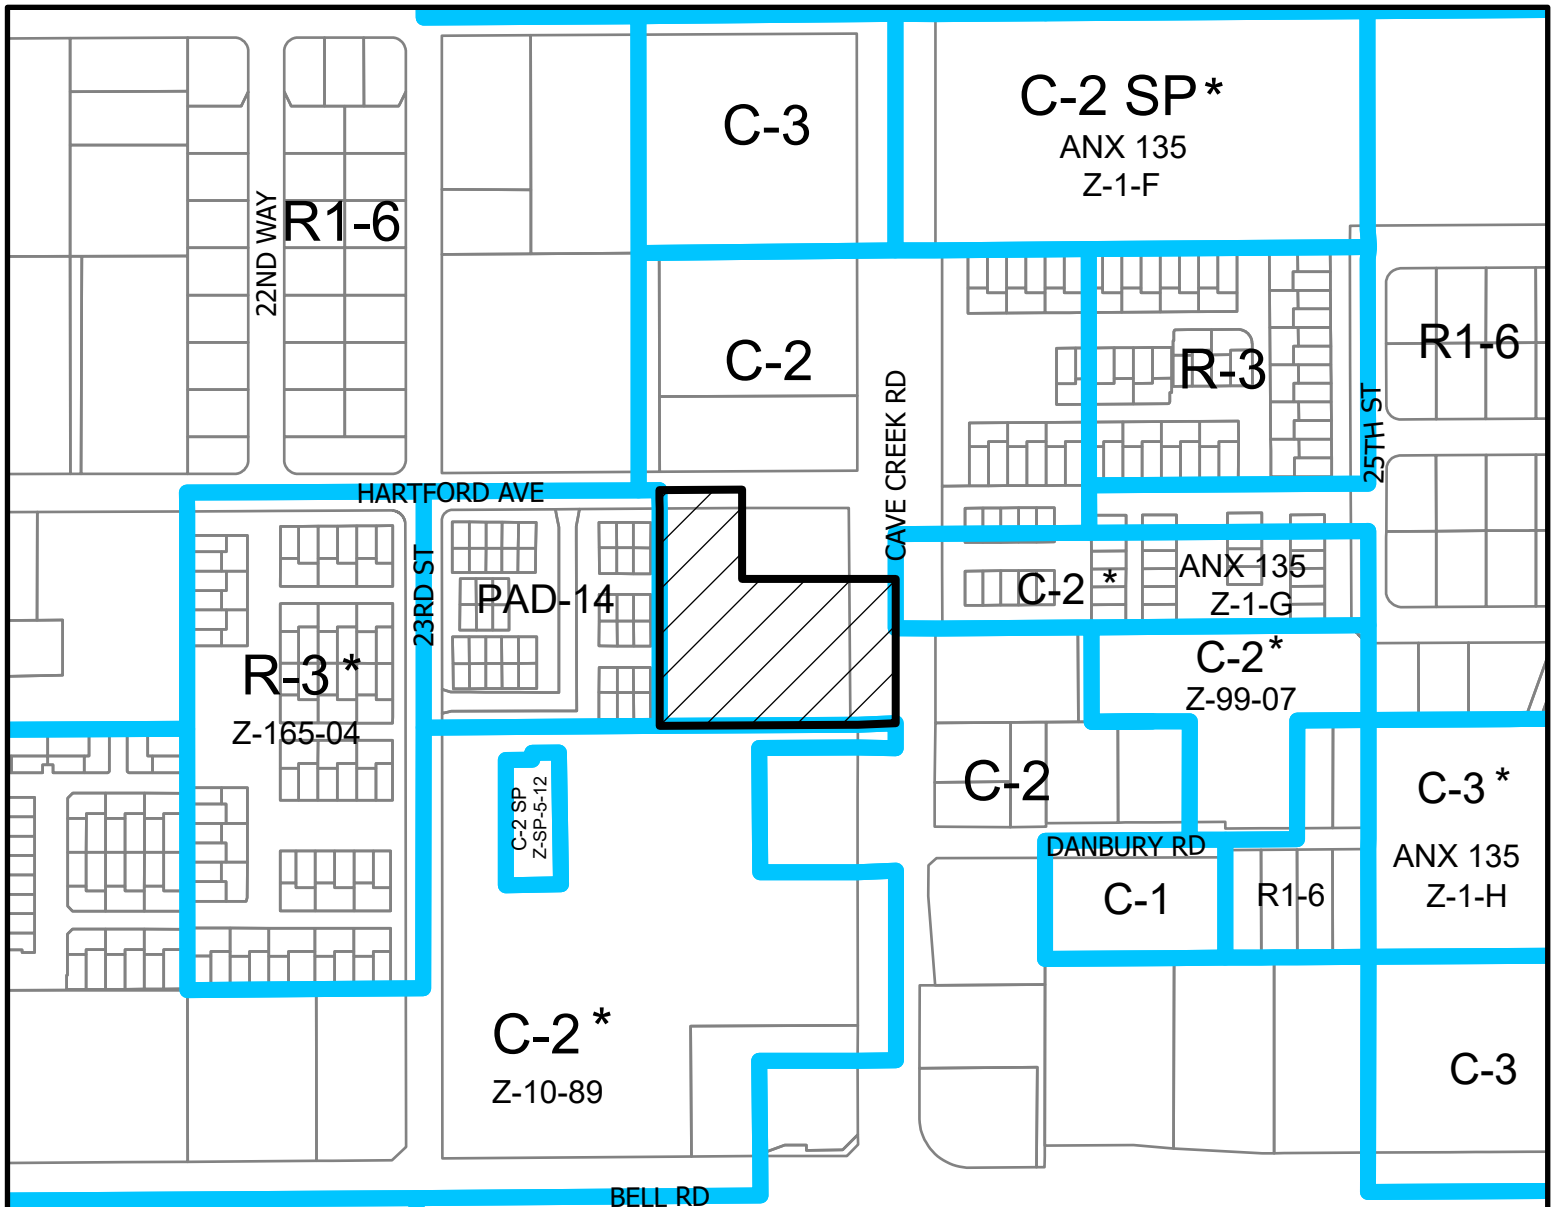 C-3
C-2 SP *
ANX 135
Z-1-F
22ND WAY
R1-6
C-2
CAVE CREEK RD
R-3
25TH ST
R1-6
HARTFORD AVE
23RD ST
PAD-14
C-2 *
ANX 135
Z-1-G
R-3 *
Z-165-04
C-2 *
Z-99-07
C-2 SP
Z-SP-5-12
C-2
C-3 *
ANX 135
Z-1-H
DANBURY RD
C-1
R1-6
C-2 *
Z-10-89
C-3
BELL RD